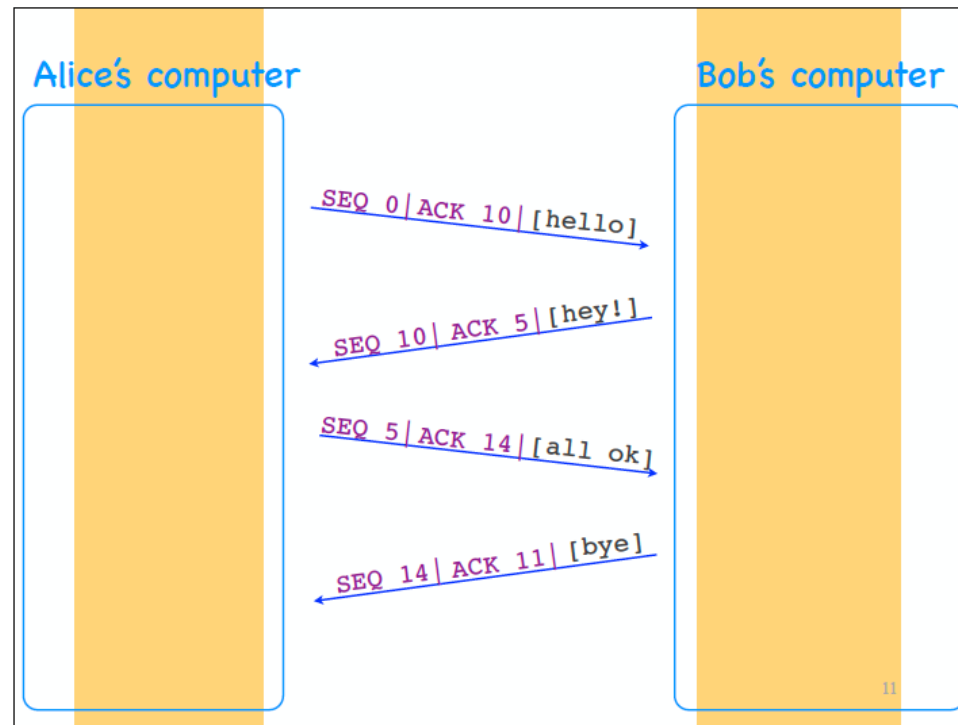 Alice's computer
Bob's computer
SEQ 0| ACK 10| [hello]
SEQ 10| ACK 5| [hey!]
SEQ 5| ACK 14| [all ok]
SEQ 14| ACK 11| [bye]
11